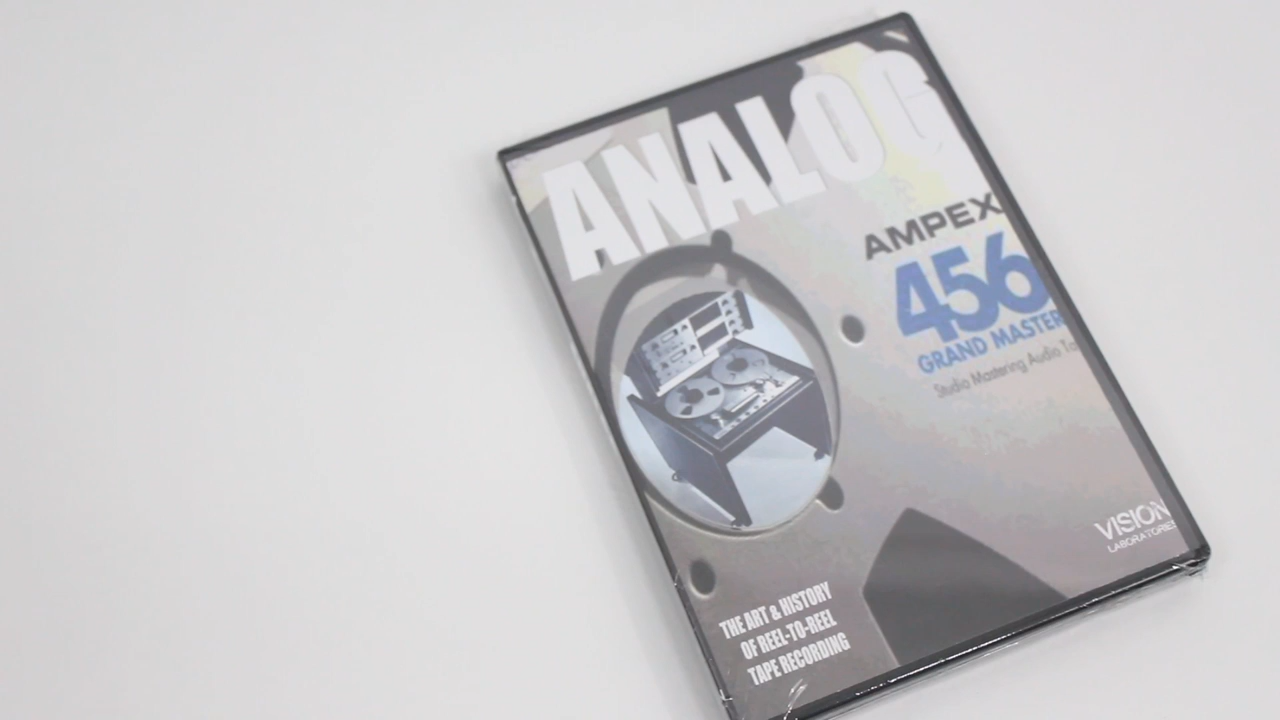 ANALOG
AMPEX
456
GRAND MASTER
Studio Mastering Audio
VISION
LABORATORIES
THE ART & HISTORY
OF REEL-TO-REEL
TAPE RECORDING